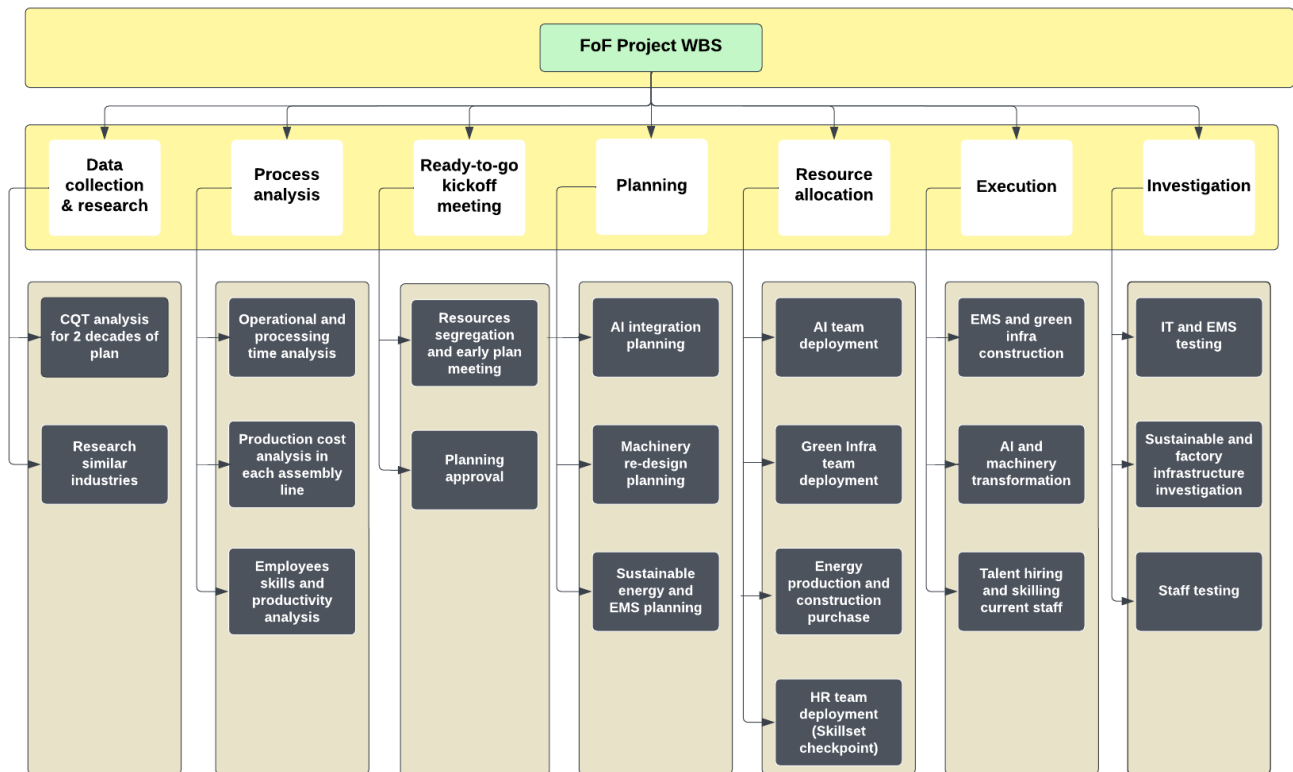 FoF Project WBS
Data
collection
& research
Process
analysis
Ready-to-go
kickoff
meeting
Planning
Resource
allocation
Execution
Investigation
CQT analysis
for 2 decades of
plan
Research
similar
industries
Operational and
processing
time analysis
Production cost
analysis in
each assembly
line
Employees
skills and
productivity
analysis
Resources
segregation
and early plan
meeting
Planning
approval
AI integration
planning
Machinery
re-design
planning
Sustainable
energy and
EMS planning
AI team
deployment
Green Infra
team
deployment
Energy
production and
construction
purchase
HR team
deployment
(Skillset
checkpoint)
EMS and green
infra
construction
AI and
machinery
transformation
Talent hiring
and skilling
current staff
IT and EMS
testing
Sustainable and
factory
infrastructure
investigation
Staff testing